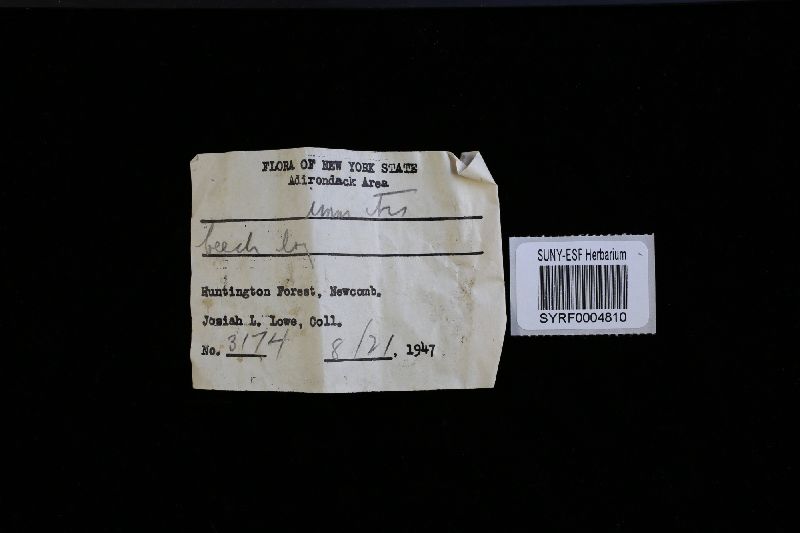 FLORA OF NEW YORK STATE
Adirondack Area
beech log
Huntington Forest, Newcomb.
Josiah L. Lowe, Coll.
No. 3174 8/21, 1947
SUNY-ESF Herbarium
SYRF0004810